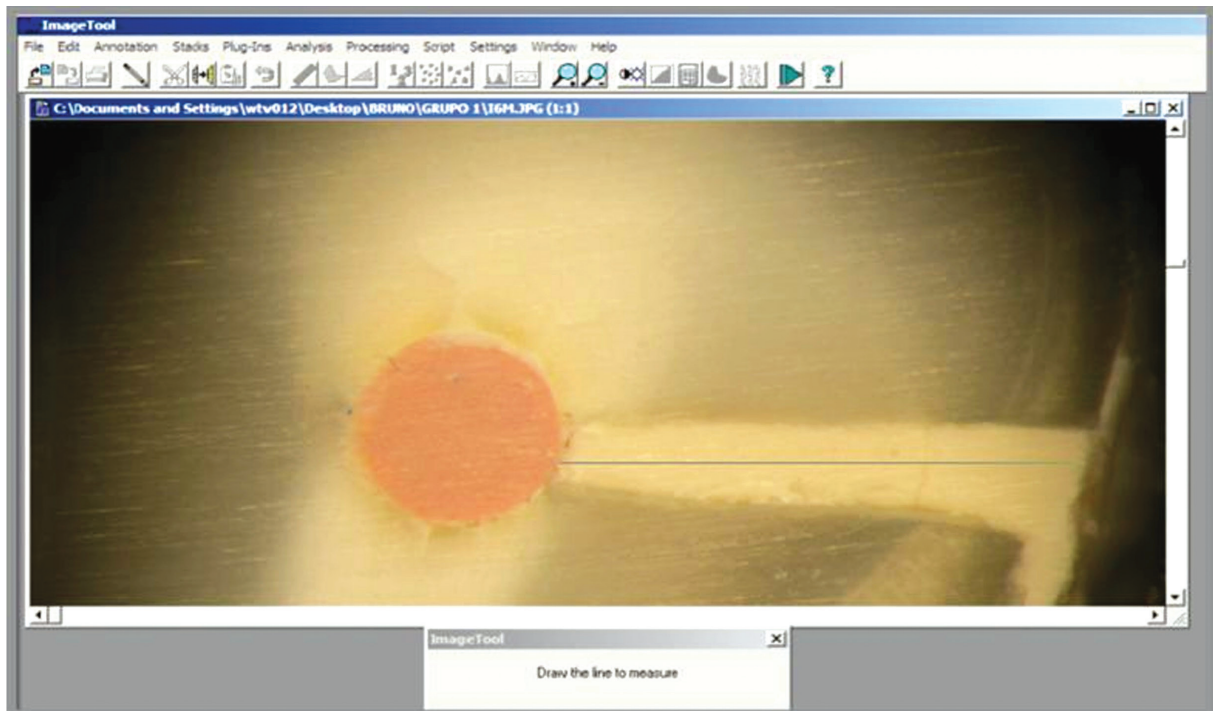 ImageTool
File Edit Annotation Stacks Plug-Ins Analysis Processing Script Settings Window Help
C:\Documents and Settings\wtv012\Desktop\BRUNO\GRUPO 1\I6M.JPG (1:1)
ImageTool
Draw the line to measure